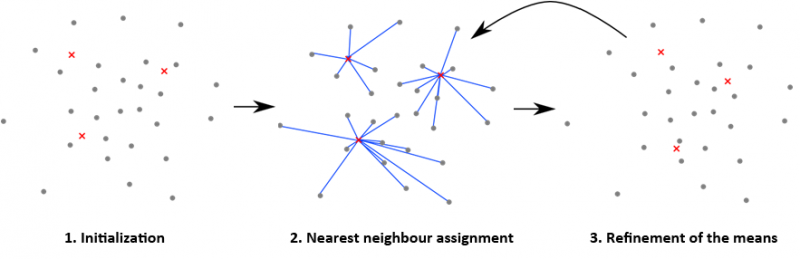 1. Initialization
2. Nearest neighbour assignment
3. Refinement of the means